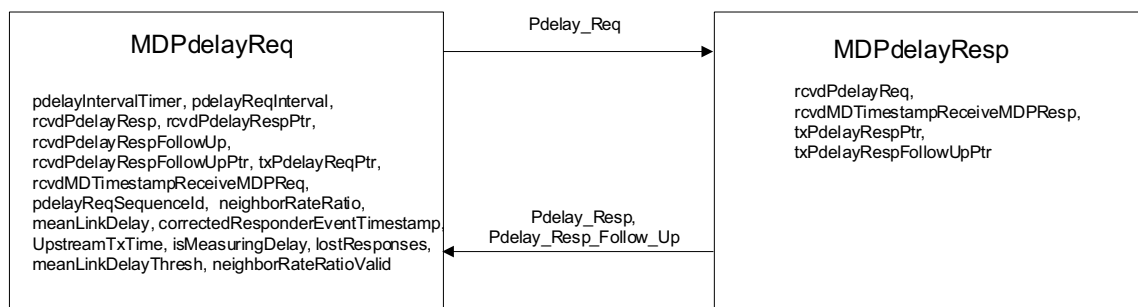 MDPdelayReq
pdelayIntervalTimer, pdelayReqInterval,
rcvdPdelayResp, rcvdPdelayRespPtr,
rcvdPdelayRespFollowUp,
rcvdPdelayRespFollowUpPtr, txPdelayReqPtr,
rcvdMDTimestampReceiveMDPReq,
pdelayReqSequenceId, neighborRateRatio,
meanLinkDelay, correctedResponderEventTimestamp,
UpstreamTxTime, isMeasuringDelay, lostResponses,
meanLinkDelayThresh, neighborRateRatioValid
Pdelay_Req
Pdelay_Resp,
Pdelay_Resp_Follow_Up
MDPdelayResp
rcvdPdelayReq,
rcvdMDTimestampReceiveMDPResp,
txPdelayRespPtr,
txPdelayRespFollowUpPtr